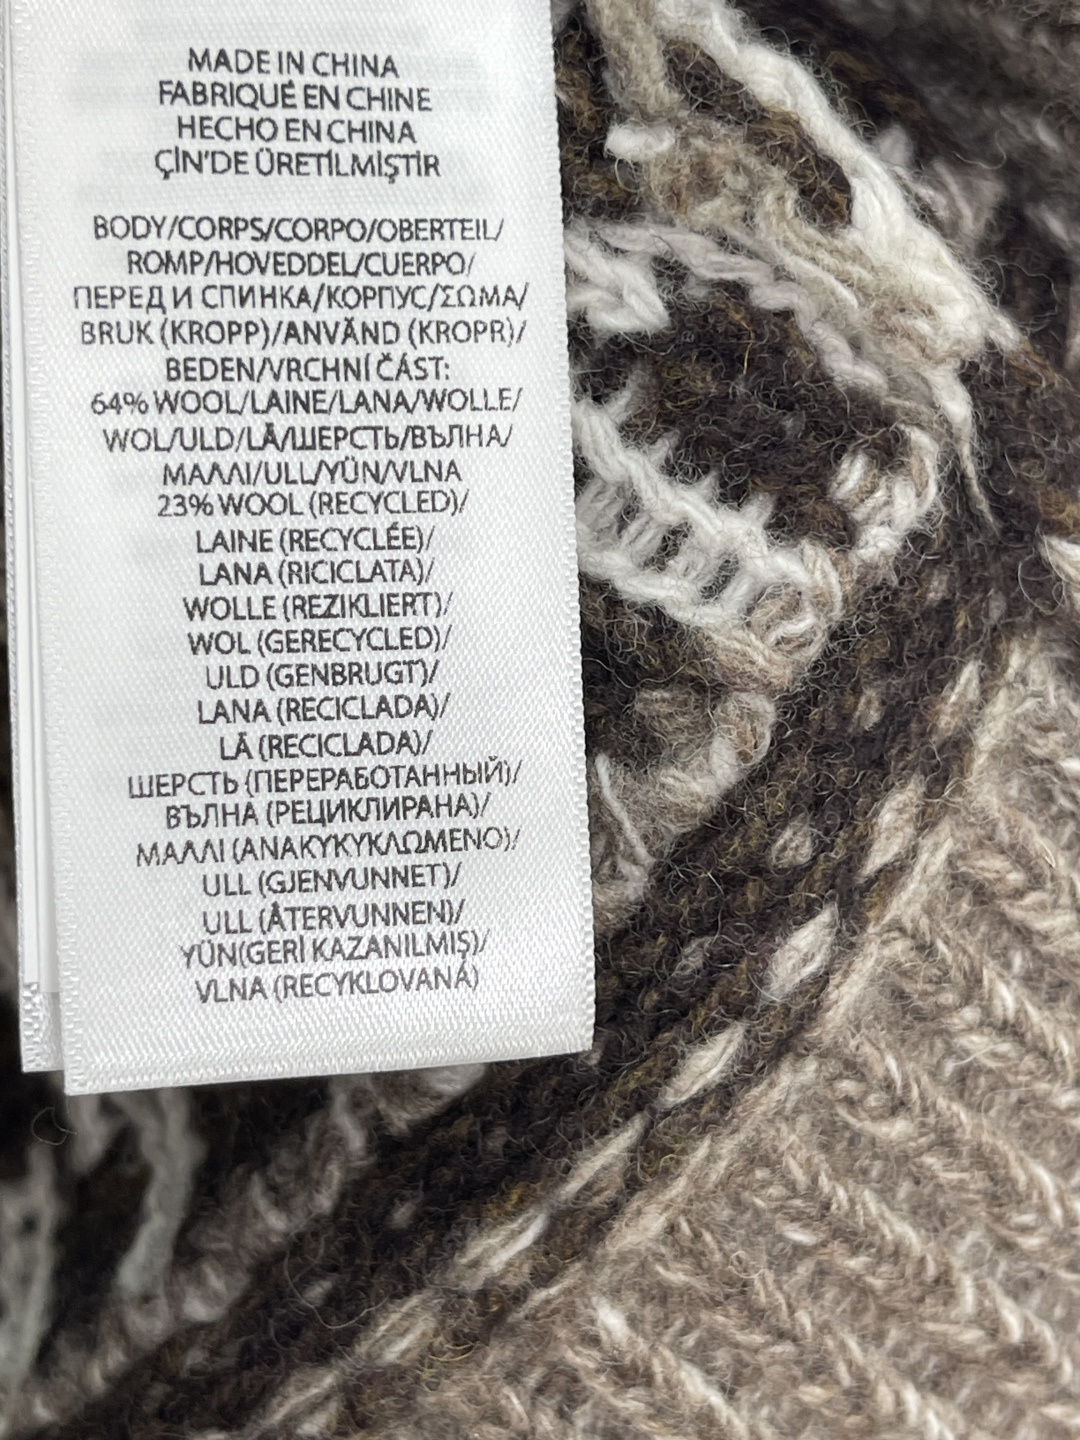 MADE IN CHINA
FABRIQUÉ EN CHINE
HECHO EN CHINA
ÇİN'DE ÜRETİLMİŞTİR
BODY/CORPS/CORPO/OBERTEIL/
ROMP/HOVEDDEL/CUERPO/
ПЕРЕД И СПИНКА/КОРПУС/ΣΩΜΑ/
BRUK (KROPP)/ANVÄND (KROPR)/
BEDEN/VRCHNÍ ČÁST:
64% WOOL/LAINE/LANA/WOLLE/
WOL/ULD/LÃ/ШЕРСТЬ/ВЪЛНА/
ΜΑΛΛΙ/ULL/YÜN/VLNA
23% WOOL (RECYCLED)/
LAINE (RECYCLÉE)/
LANA (RICICLATA)/
WOLLE (REZIKLIERT)/
WOL (GERECYCLED)/
ULD (GENBRUGT)/
LANA (RECICLADA)/
LÃ (RECICLADA)/
ШЕРСТЬ (ПЕРЕРАБОТАННЫЙ)/
ВЪЛНА (РЕЦИКЛИРАНА)/
ΜΑΛΛΙ (ΑΝΑΚΥΚΥΚΛΩΜΕΝΟ)/
ULL (GJENVUNNET)/
ULL (ÅTERVUNNEN)/
YÜN(GERİ KAZANILMIŞ)/
VLNA (RECYKLOVANÁ)